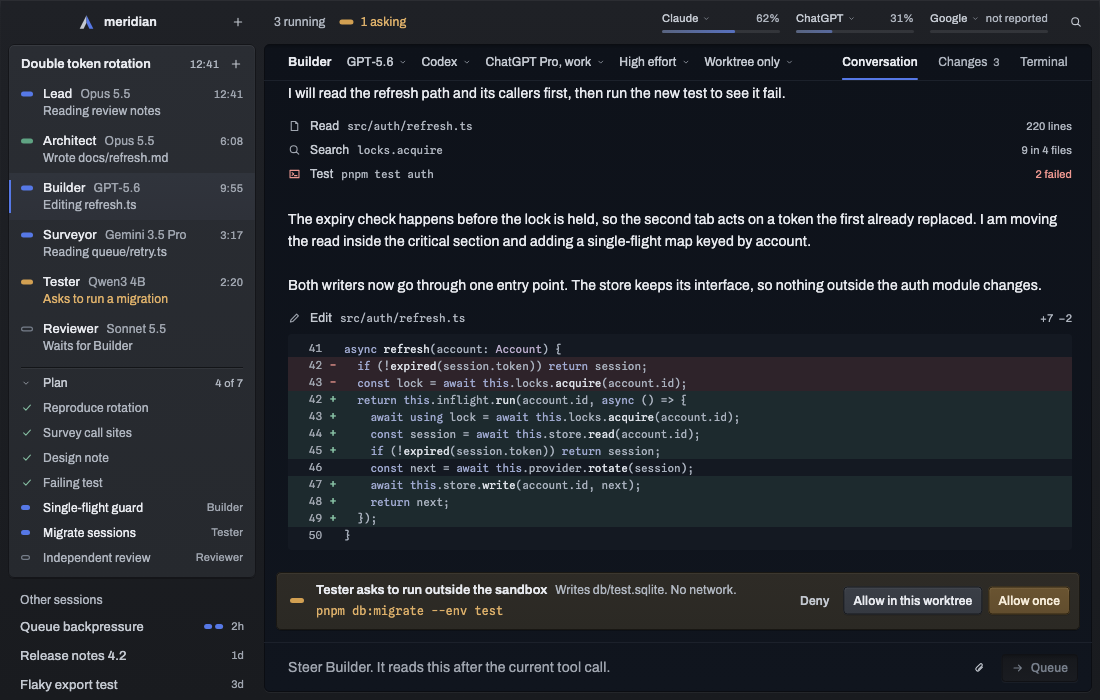 meridian +
3 running 1 asking
Claude 62% ChatGPT 31% Google not reported
Double token rotation 12:41 +
Lead Opus 5.5 12:41
Reading review notes
Architect Opus 5.5 6:08
Wrote docs/refresh.md
Builder GPT-5.6 9:55
Editing refresh.ts
Surveyor Gemini 3.5 Pro 3:17
Reading queue/retry.ts
Tester Qwen3 4B 2:20
Asks to run a migration
Reviewer Sonnet 5.5
Waits for Builder
Plan 4 of 7
Reproduce rotation
Survey call sites
Design note
Failing test
Single-flight guard Builder
Migrate sessions Tester
Independent review Reviewer
Other sessions
Queue backpressure 2h
Release notes 4.2 1d
Flaky export test 3d
Builder GPT-5.6 Codex ChatGPT Pro, work High effort Worktree only
Conversation Changes 3 Terminal
I will read the refresh path and its callers first, then run the new test to see it fail.
Read src/auth/refresh.ts 220 lines
Search locks.acquire 9 in 4 files
Test pnpm test auth 2 failed
The expiry check happens before the lock is held, so the second tab acts on a token the first already replaced. I am moving
the read inside the critical section and adding a single-flight map keyed by account.
Both writers now go through one entry point. The store keeps its interface, so nothing outside the auth module changes.
Edit src/auth/refresh.ts +7 −2
41 async refresh(account: Account) {
42 − if (!expired(session.token)) return session;
43 − const lock = await this.locks.acquire(account.id);
42 + return this.inflight.run(account.id, async () => {
43 + await using lock = await this.locks.acquire(account.id);
44 + const session = await this.store.read(account.id);
45 + if (!expired(session.token)) return session;
46 const next = await this.provider.rotate(session);
47 + await this.store.write(account.id, next);
48 + return next;
49 + });
50 }
Tester asks to run outside the sandbox Writes db/test.sqlite. No network.
pnpm db:migrate --env test
Deny Allow in this worktree Allow once
Steer Builder. It reads this after the current tool call.
→ Queue